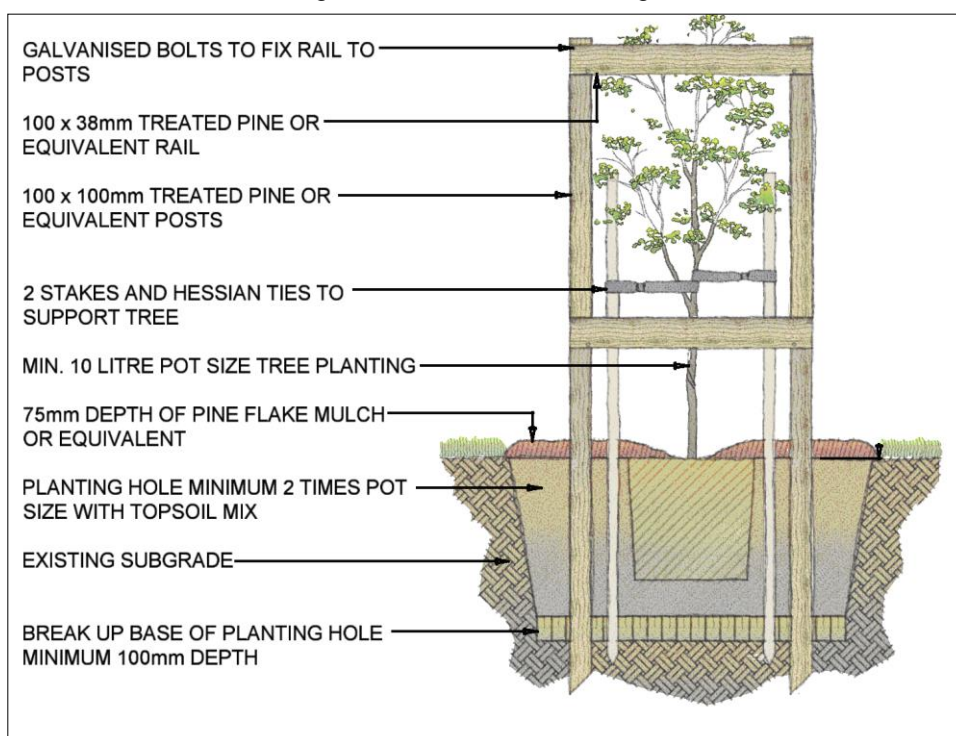 GALVANISED BOLTS TO FIX RAIL TO
POSTS
100 x 38mm TREATED PINE OR
EQUIVALENT RAIL
100 x 100mm TREATED PINE OR
EQUIVALENT POSTS
2 STAKES AND HESSIAN TIES TO
SUPPORT TREE
MIN. 10 LITRE POT SIZE TREE PLANTING
75mm DEPTH OF PINE FLAKE MULCH
OR EQUIVALENT
PLANTING HOLE MINIMUM 2 TIMES POT
SIZE WITH TOPSOIL MIX
EXISTING SUBGRADE
BREAK UP BASE OF PLANTING HOLE
MINIMUM 100mm DEPTH